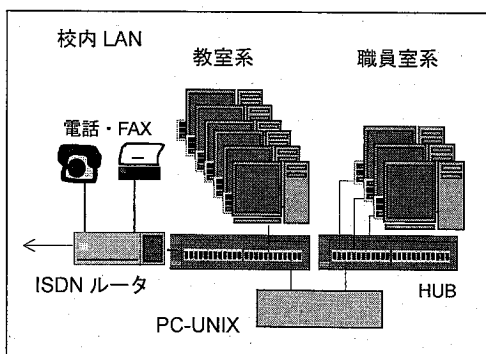 校内 LAN
教室系
職員室系
電話・FAX
ISDN ルータ
HUB
PC-UNIX